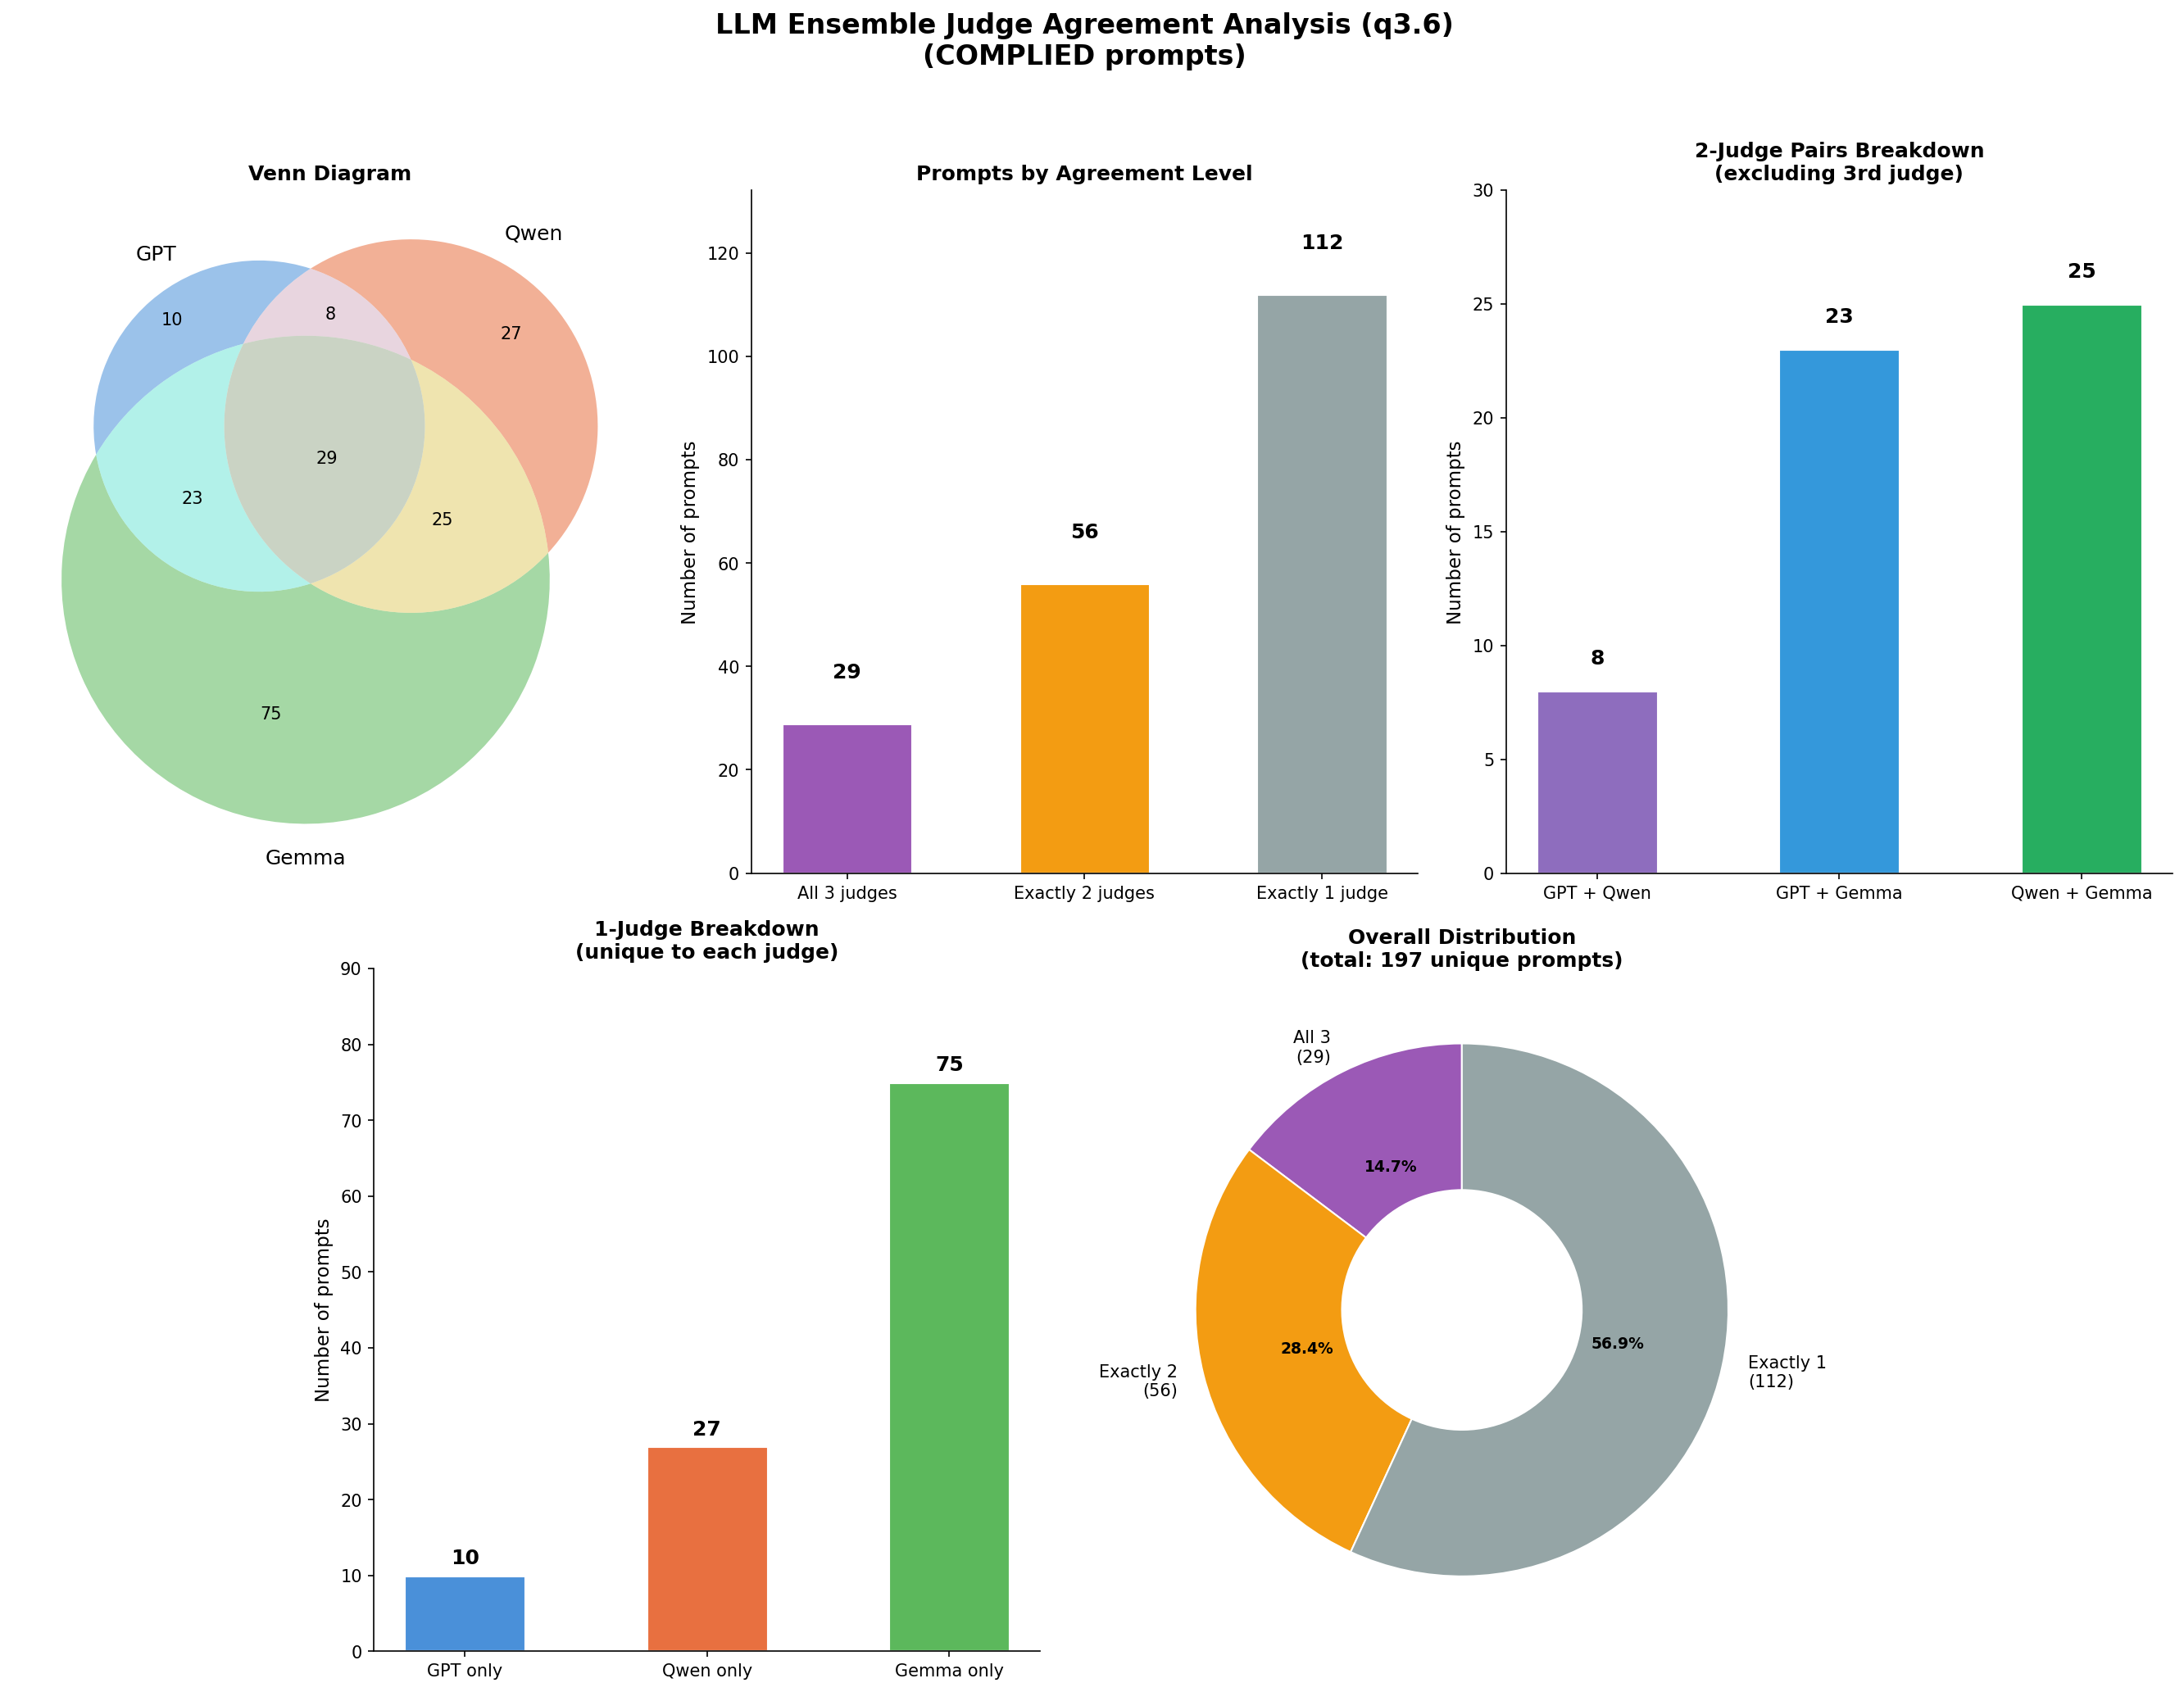 LLM Ensemble Judge Agreement Analysis (q3.6)
(COMPLIED prompts)
Venn Diagram
GPT
Qwen
10
8
27
29
23
25
75
Gemma
Prompts by Agreement Level
Number of prompts
120
100
80
60
40
20
0
29
56
112
All 3 judges
Exactly 2 judges
Exactly 1 judge
2-Judge Pairs Breakdown
(excluding 3rd judge)
Number of prompts
30
25
20
15
10
5
0
8
23
25
GPT + Qwen
GPT + Gemma
Qwen + Gemma
1-Judge Breakdown
(unique to each judge)
Number of prompts
90
80
70
60
50
40
30
20
10
0
10
27
75
GPT only
Qwen only
Gemma only
Overall Distribution
(total: 197 unique prompts)
All 3
(29)
14.7%
Exactly 2
(56)
28.4%
56.9%
Exactly 1
(112)